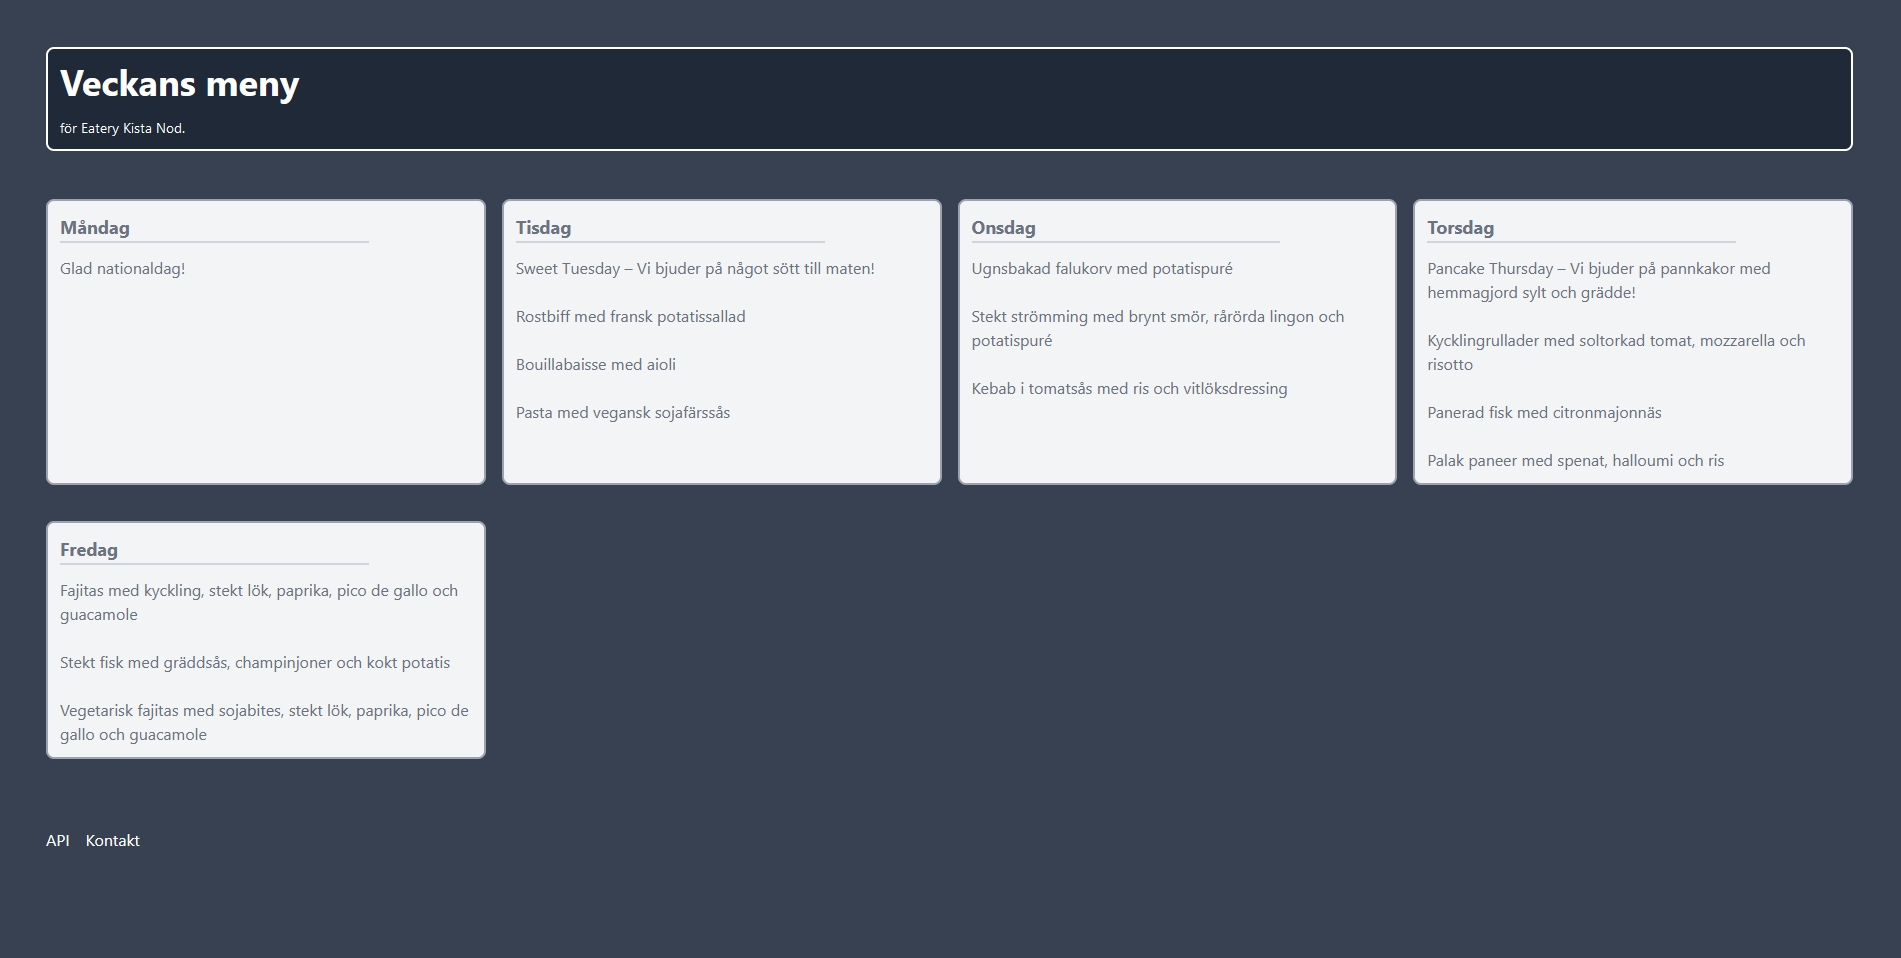 Veckans meny
för Eatery Kista Nod.
Måndag
Glad nationaldag!
Tisdag
Sweet Tuesday – Vi bjuder på något sött till maten!
Rostbiff med fransk potatissallad
Bouillabaisse med aioli
Pasta med vegansk sojafärssås
Onsdag
Ugnsbakad falukorv med potatispuré
Stekt strömming med brynt smör, rårörda lingon och
potatispuré
Kebab i tomatsås med ris och vitlöksdressing
Torsdag
Pancake Thursday – Vi bjuder på pannkakor med
hemmagjord sylt och grädde!
Kycklingrullader med soltorkad tomat, mozzarella och
risotto
Panerad fisk med citronmajonnäs
Palak paneer med spenat, halloumi och ris
Fredag
Fajitas med kyckling, stekt lök, paprika, pico de gallo och
guacamole
Stekt fisk med gräddsås, champinjoner och kokt potatis
Vegetarisk fajitas med sojabites, stekt lök, paprika, pico de
gallo och guacamole
API Kontakt